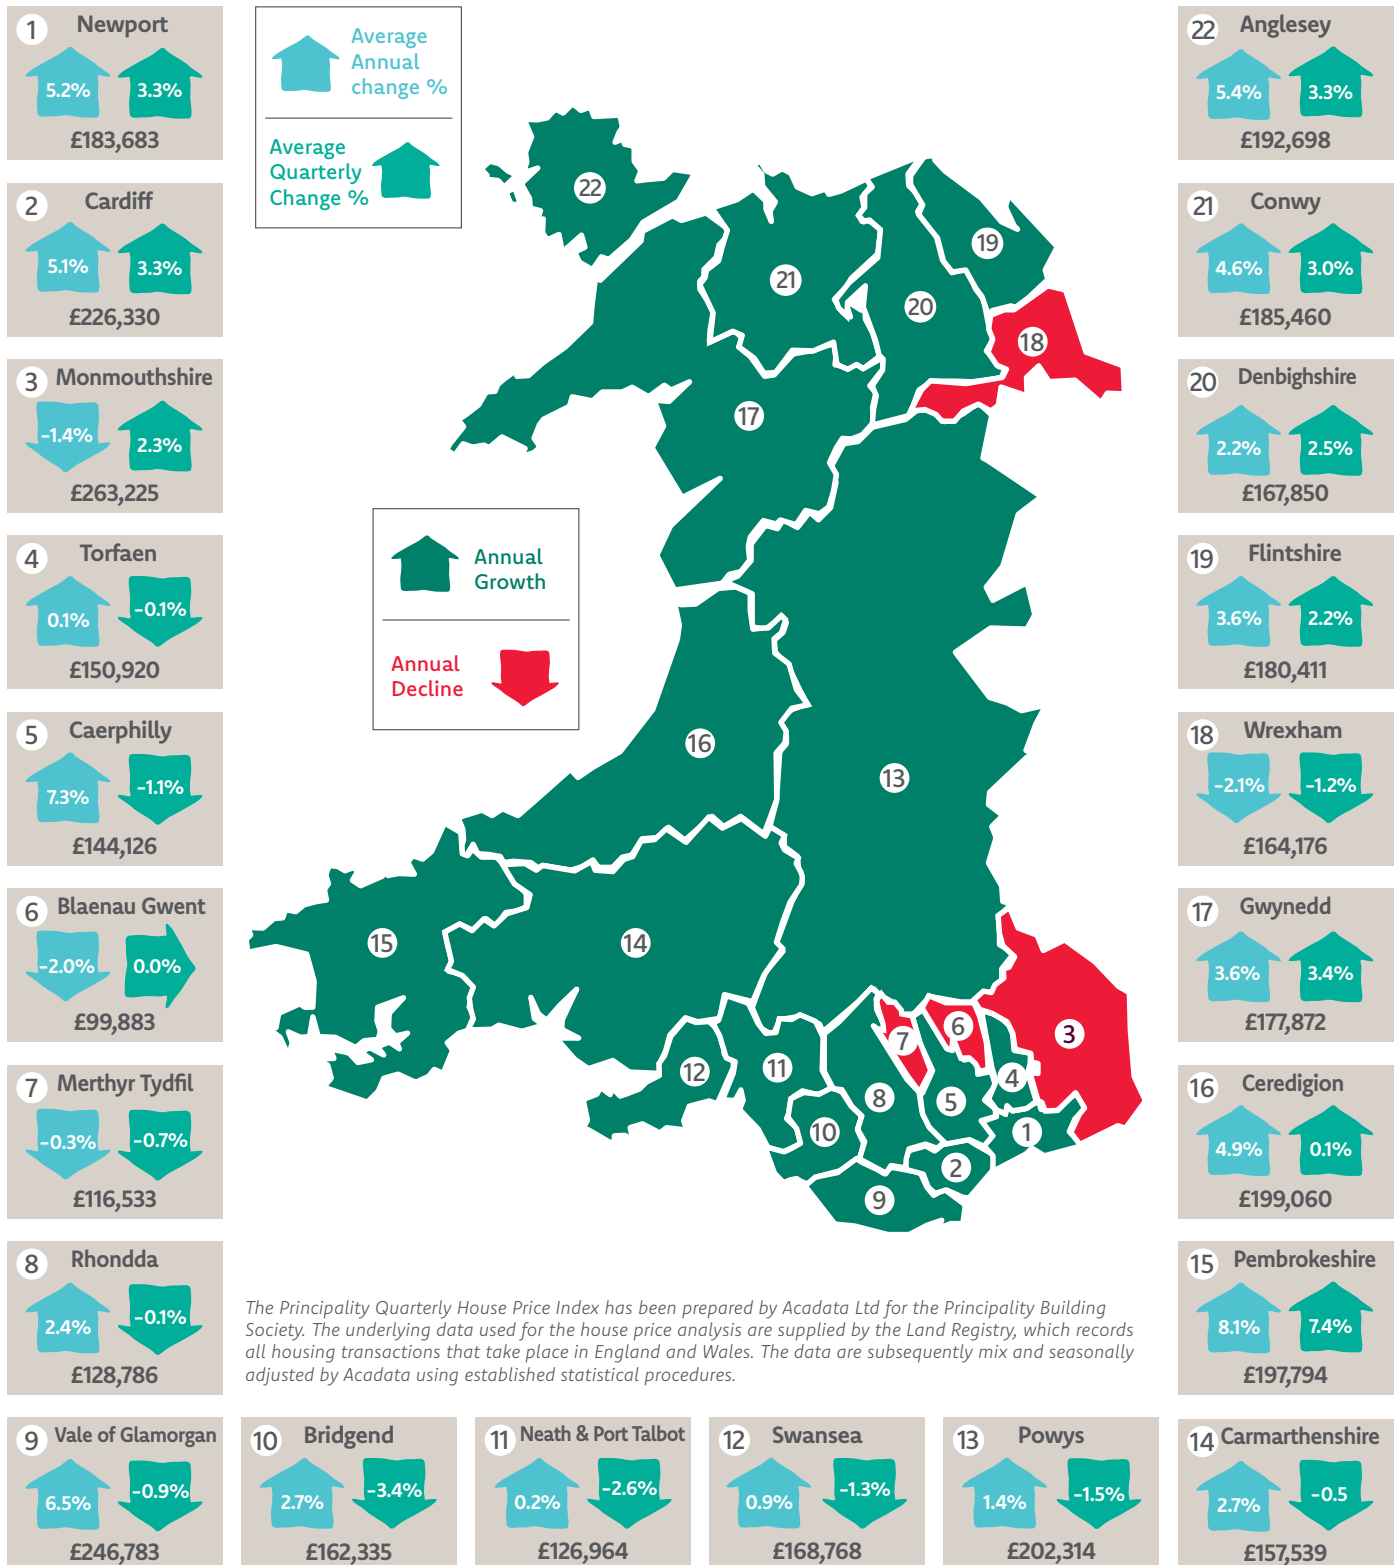 1 Newport
5.2% 3.3%
£183,683
2 Cardiff
5.1% 3.3%
£226,330
3 Monmouthshire
-1.4% 2.3%
£263,225
4 Torfaen
0.1% -0.1%
£150,920
5 Caerphilly
7.3% -1.1%
£144,126
6 Blaenau Gwent
-2.0% 0.0%
£99,883
7 Merthyr Tydfil
-0.3% -0.7%
£116,533
8 Rhondda
2.4% -0.1%
£128,786
9 Vale of Glamorgan
6.5% -0.9%
£246,783
10 Bridgend
2.7% -3.4%
£162,335
11 Neath & Port Talbot
0.2% -2.6%
£126,964
12 Swansea
0.9% -1.3%
£168,768
13 Powys
1.4% -1.5%
£202,314
14 Carmarthenshire
2.7% -0.5
£157,539
15 Pembrokeshire
8.1% 7.4%
£197,794
16 Ceredigion
4.9% 0.1%
£199,060
17 Gwynedd
3.6% 3.4%
£177,872
18 Wrexham
-2.1% -1.2%
£164,176
19 Flintshire
3.6% 2.2%
£180,411
20 Denbighshire
2.2% 2.5%
£167,850
21 Conwy
4.6% 3.0%
£185,460
22 Anglesey
5.4% 3.3%
£192,698
Average
Annual
change %
Average
Quarterly
Change %
Annual
Growth
Annual
Decline
22
19
21
20
18
17
16
13
15
14
3
6
7
12
11
4
8
5
10
1
2
9
The Principality Quarterly House Price Index has been prepared by Acadata Ltd for the Principality Building
Society. The underlying data used for the house price analysis are supplied by the Land Registry, which records
all housing transactions that take place in England and Wales. The data are subsequently mix and seasonally
adjusted by Acadata using established statistical procedures.